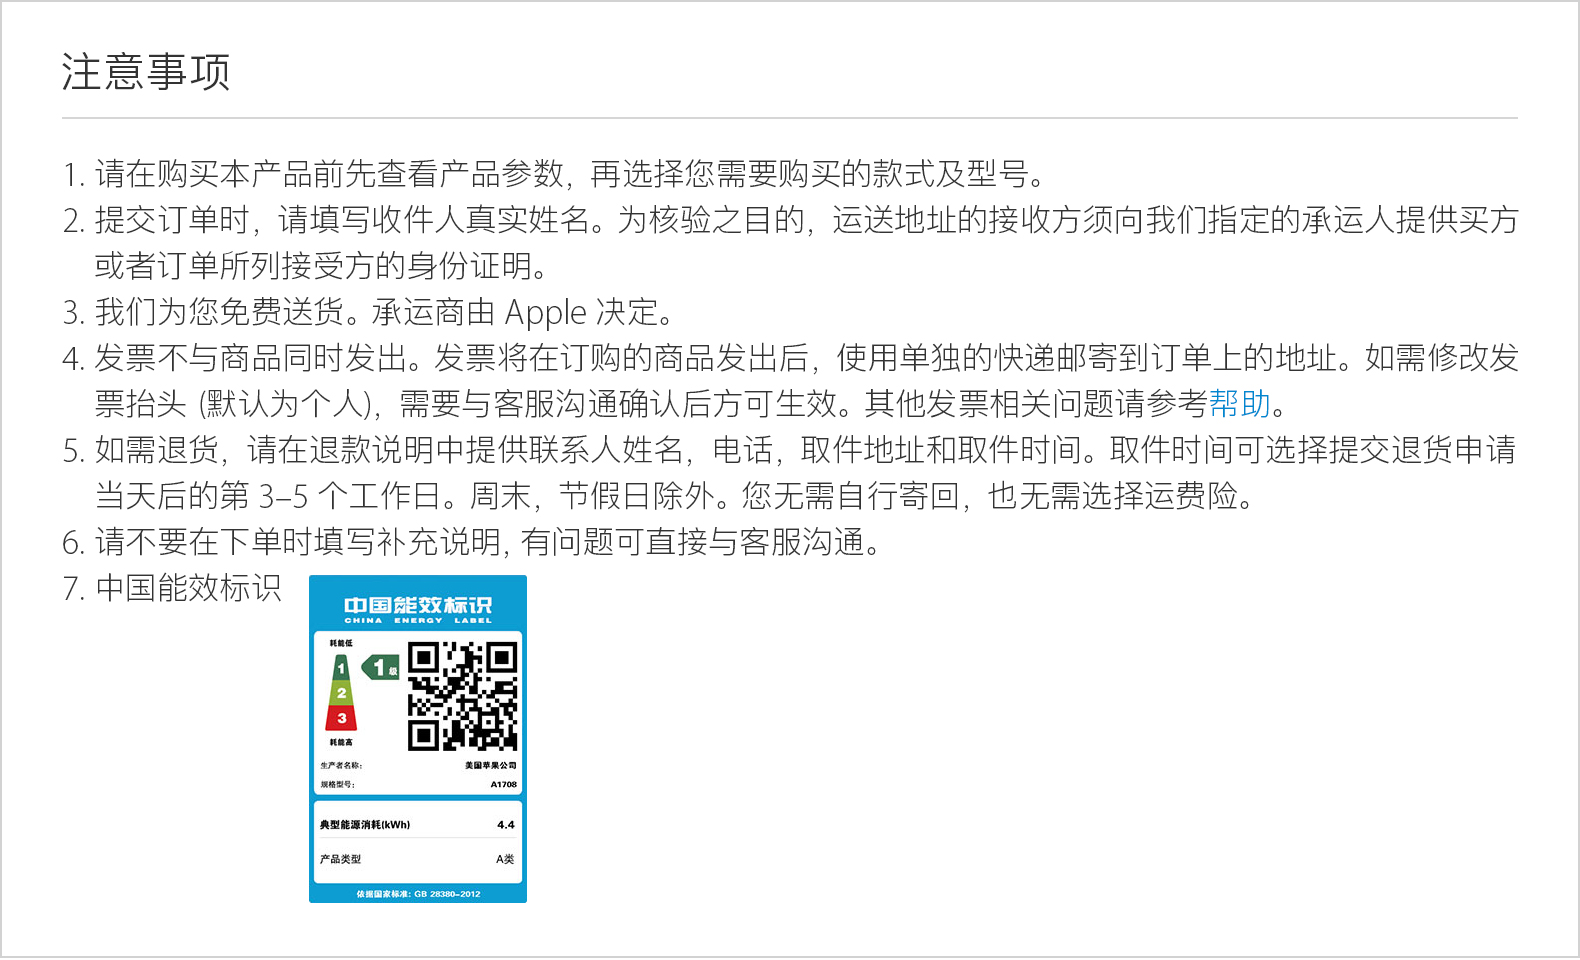 注意事项
1. 请在购买本产品前先查看产品参数, 再选择您需要购买的款式及型号。
2. 提交订单时, 请填写收件人真实姓名。为核验之目的, 运送地址的接收方须向我们指定的承运人提供买方
或者订单所列接受方的身份证明。
3. 我们为您免费送货。承运商由 Apple 决定。
4. 发票不与商品同时发出。发票将在订购的商品发出后, 使用单独的快递邮寄到订单上的地址。如需修改发
票抬头 (默认为个人), 需要与客服沟通确认后方可生效。其他发票相关问题请参考帮助。
5. 如需退货, 请在退款说明中提供联系人姓名, 电话, 取件地址和取件时间。取件时间可选择提交退货申请
当天后的第 3–5 个工作日。周末, 节假日除外。您无需自行寄回, 也无需选择运费险。
6. 请不要在下单时填写补充说明, 有问题可直接与客服沟通。
7. 中国能效标识
中国能效标识
CHINA ENERGY LABEL
耗能低
1
1级
2
3
耗能高
生产者名称: 美国苹果公司
规格型号: A1708
典型能源消耗(kWh) 4.4
产品类型 A类
依据国家标准: GB 28380-2012